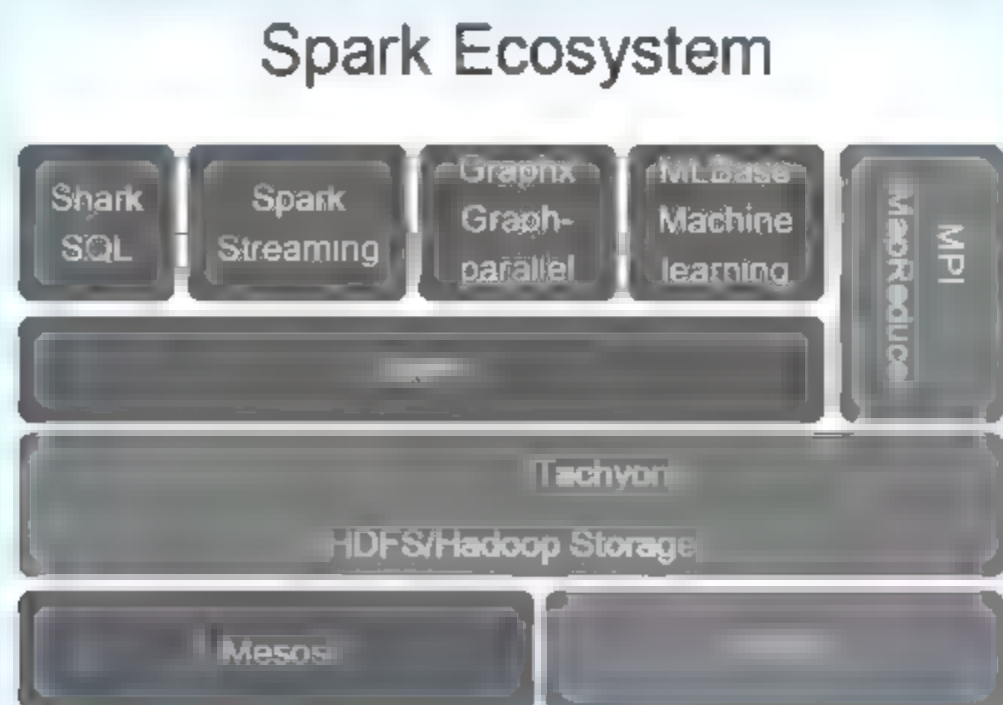 Spark Ecosystem
Shark
SQL
Spark
Streaming
Graphx
Graph-
parallel
MLBase
Machine
learning
MPI
MapReduce
Tachyon
HDFS/Hadoop Storage
Mesos